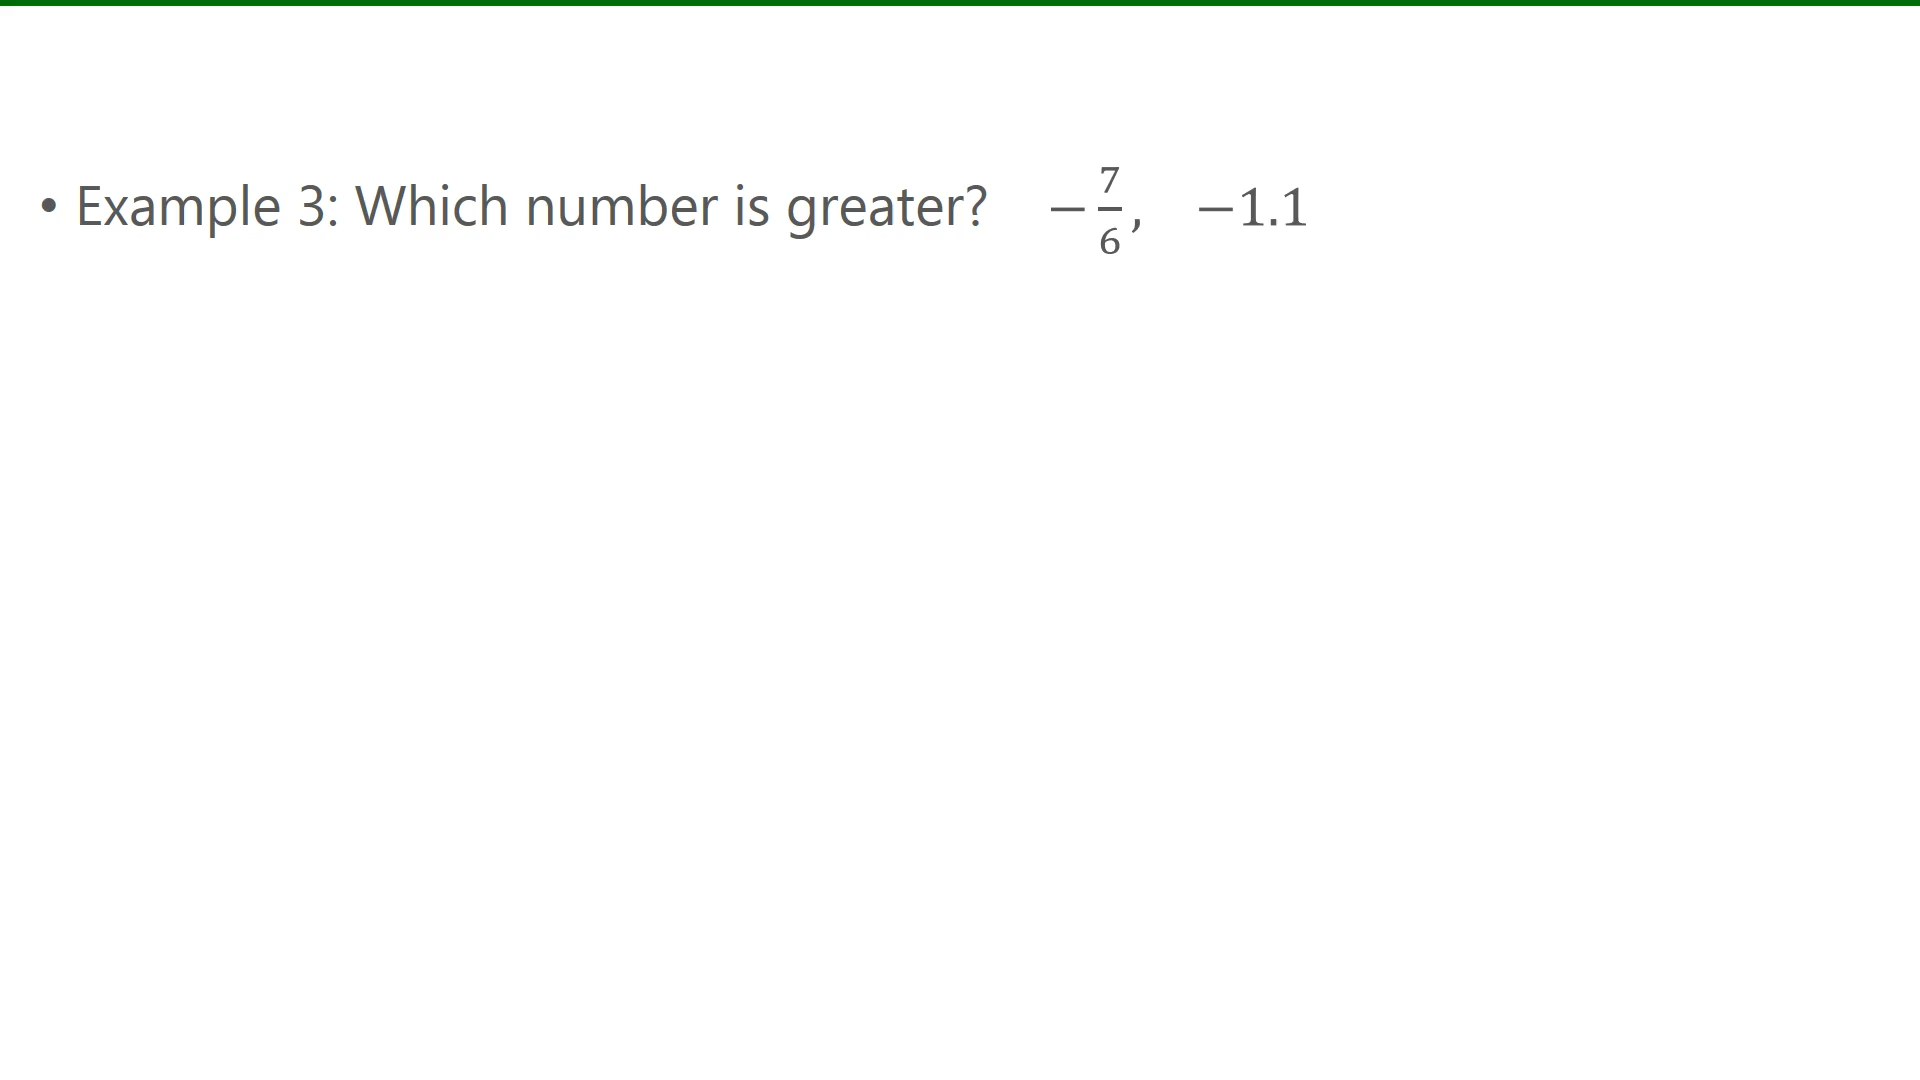 • Example 3: Which number is greater? −7/6, −1.1